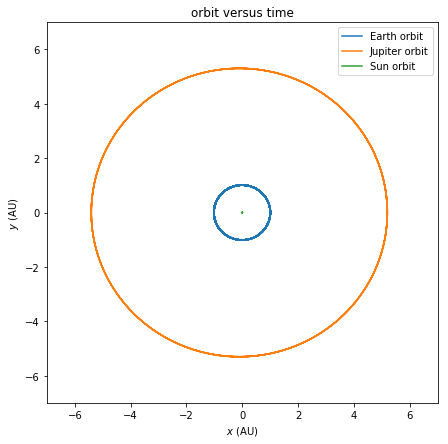 orbit versus time
Earth orbit
Jupiter orbit
Sun orbit
6
4
2
0
−2
−4
−6
y (AU)
−6 −4 −2 0 2 4 6
x (AU)